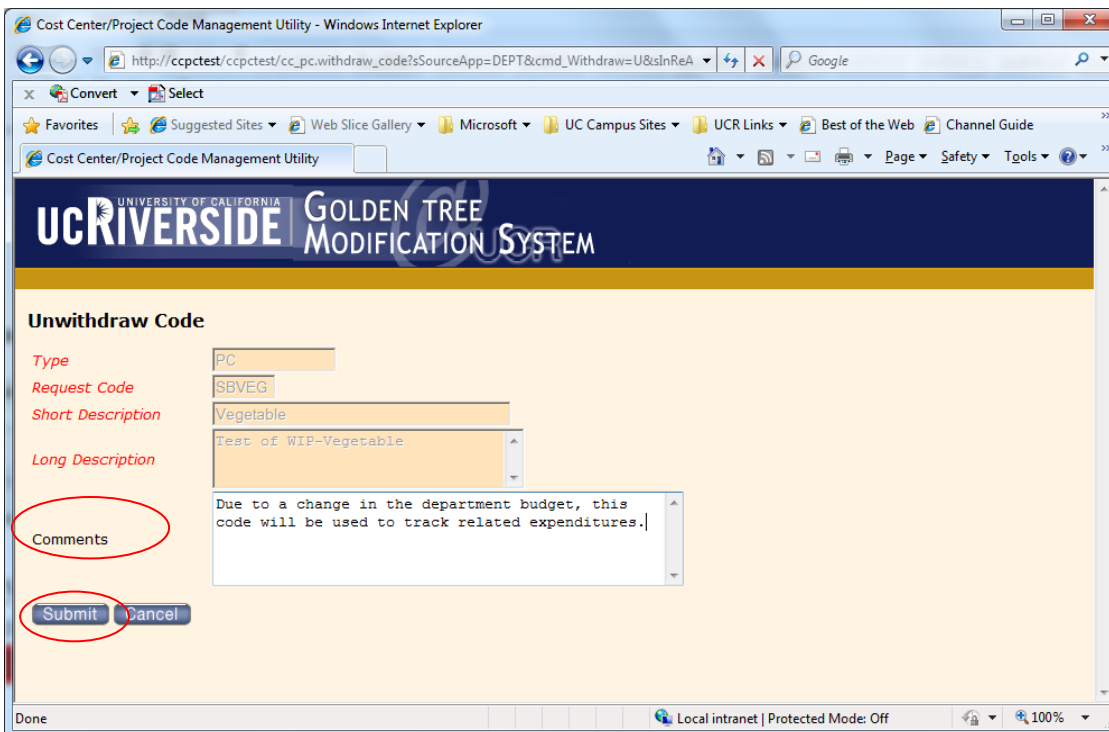 Cost Center/Project Code Management Utility - Windows Internet Explorer
http://ccpctest/ccpctest/cc_pc.withdraw_code?sSourceApp=DEPT&cmd_Withdraw=U&sInReA
Google
x Convert Select
Favorites Suggested Sites Web Slice Gallery Microsoft UC Campus Sites UCR Links Best of the Web Channel Guide
Cost Center/Project Code Management Utility
Page Safety Tools
UNIVERSITY OF CALIFORNIA
UCRIVERSIDE
GOLDEN TREE
MODIFICATION SYSTEM
@UCR
Unwithdraw Code
Type PC
Request Code SBVEG
Short Description Vegetable
Long Description Test of WIP-Vegetable
Comments Due to a change in the department budget, this
code will be used to track related expenditures.
Submit Cancel
Done Local intranet | Protected Mode: Off 100%